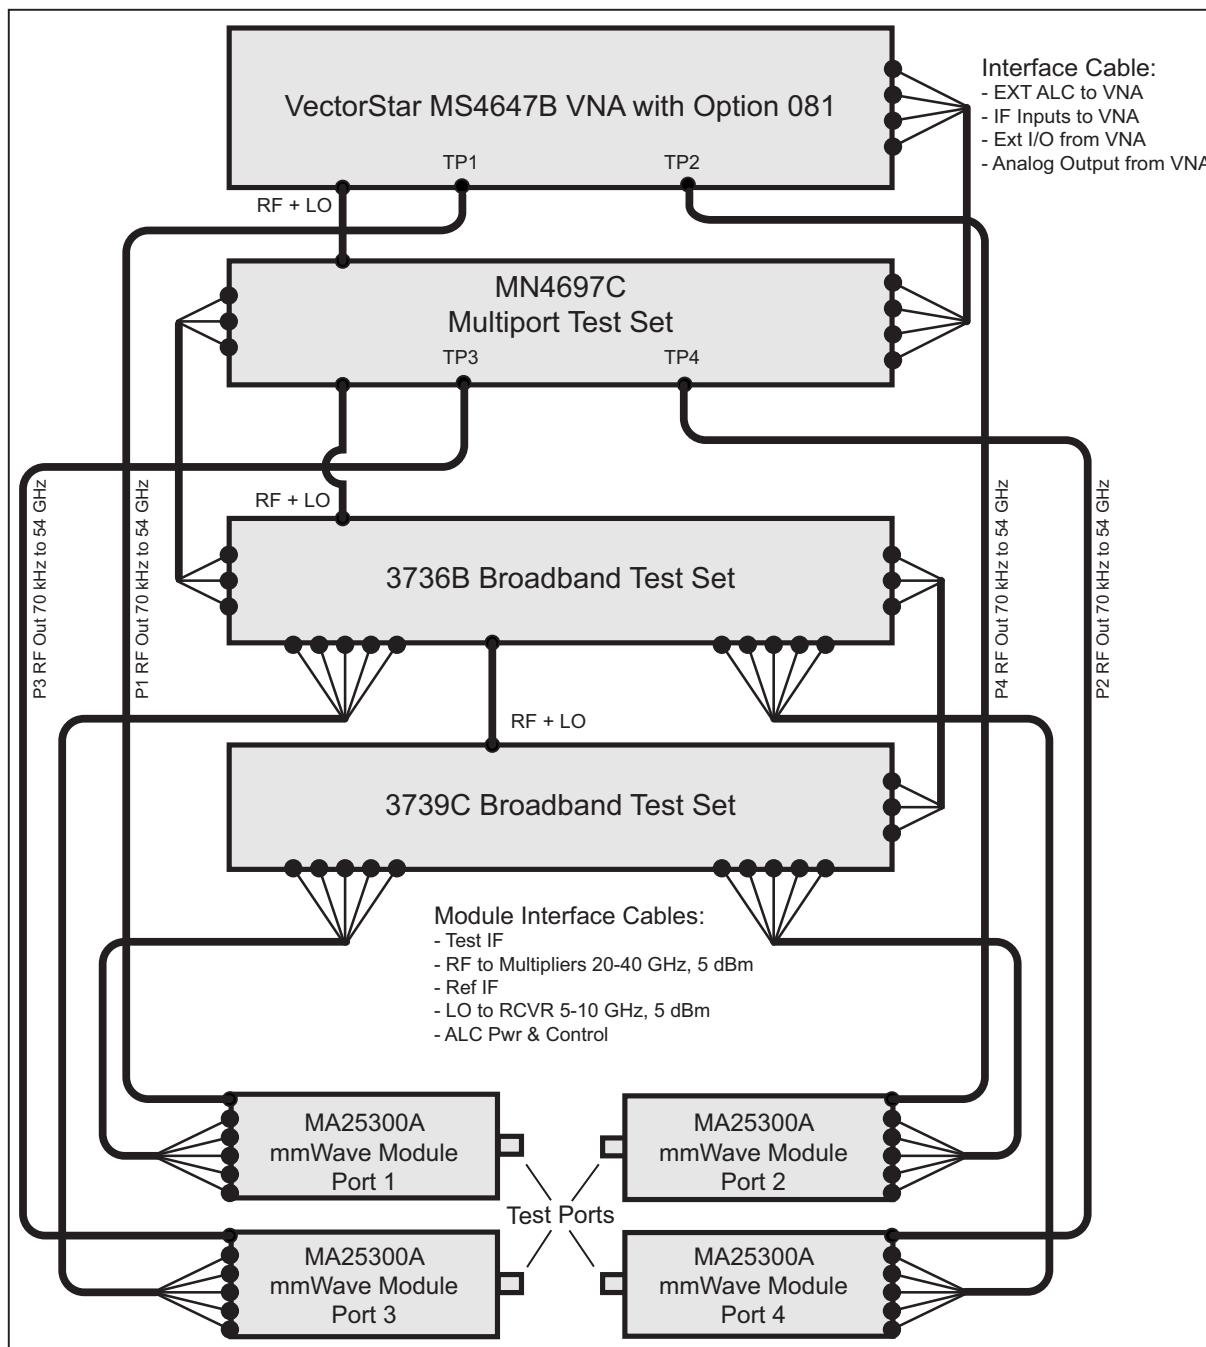 VectorStar MS4647B VNA with Option 081
TP1
TP2
Interface Cable:
- EXT ALC to VNA
- IF Inputs to VNA
- Ext I/O from VNA
- Analog Output from VNA
RF + LO
MN4697C
Multiport Test Set
TP3
TP4
RF + LO
P3 RF Out 70 kHz to 54 GHz
P1 RF Out 70 kHz to 54 GHz
P4 RF Out 70 kHz to 54 GHz
P2 RF Out 70 kHz to 54 GHz
3736B Broadband Test Set
RF + LO
3739C Broadband Test Set
Module Interface Cables:
- Test IF
- RF to Multipliers 20-40 GHz, 5 dBm
- Ref IF
- LO to RCVR 5-10 GHz, 5 dBm
- ALC Pwr & Control
MA25300A
mmWave Module
Port 1
MA25300A
mmWave Module
Port 2
Test Ports
MA25300A
mmWave Module
Port 3
MA25300A
mmWave Module
Port 4